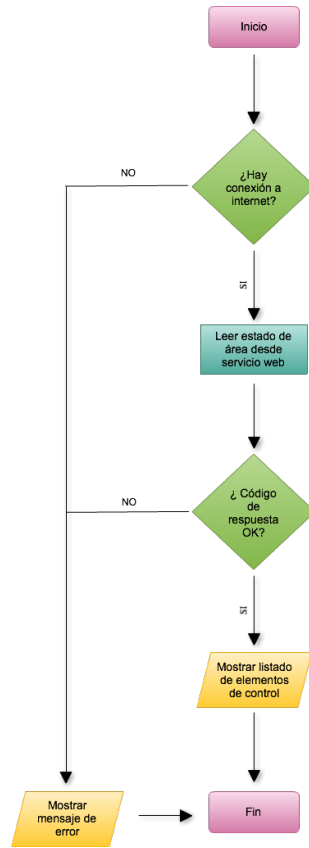 Inicio
¿Hay
conexión a
internet?
NO
SI
Leer estado de
área desde
servicio web
¿ Código
de
respuesta
OK?
NO
SI
Mostrar listado
de elementos
de control
Mostrar
mensaje de
error
Fin